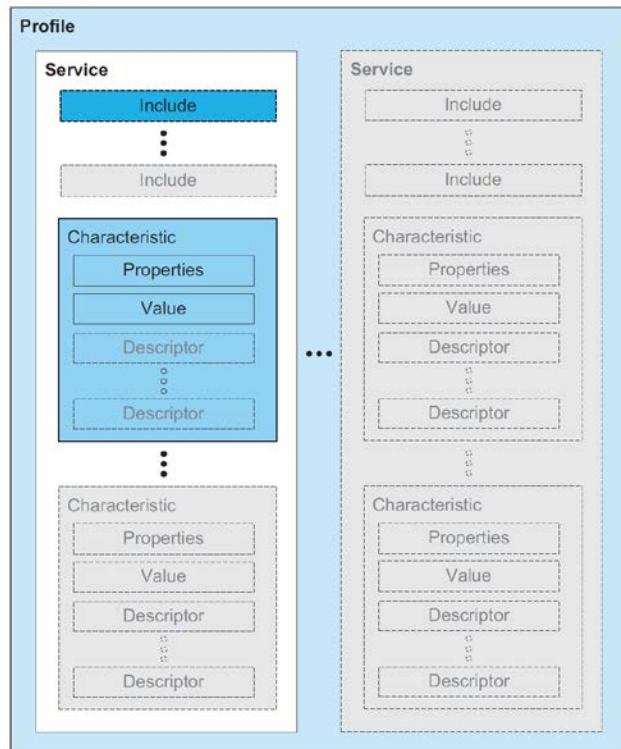 Profile
Service
Include
Include
Characteristic
Properties
Value
Descriptor
Descriptor
Characteristic
Properties
Value
Descriptor
Descriptor
Service
Include
Include
Characteristic
Properties
Value
Descriptor
Descriptor
Characteristic
Properties
Value
Descriptor
Descriptor